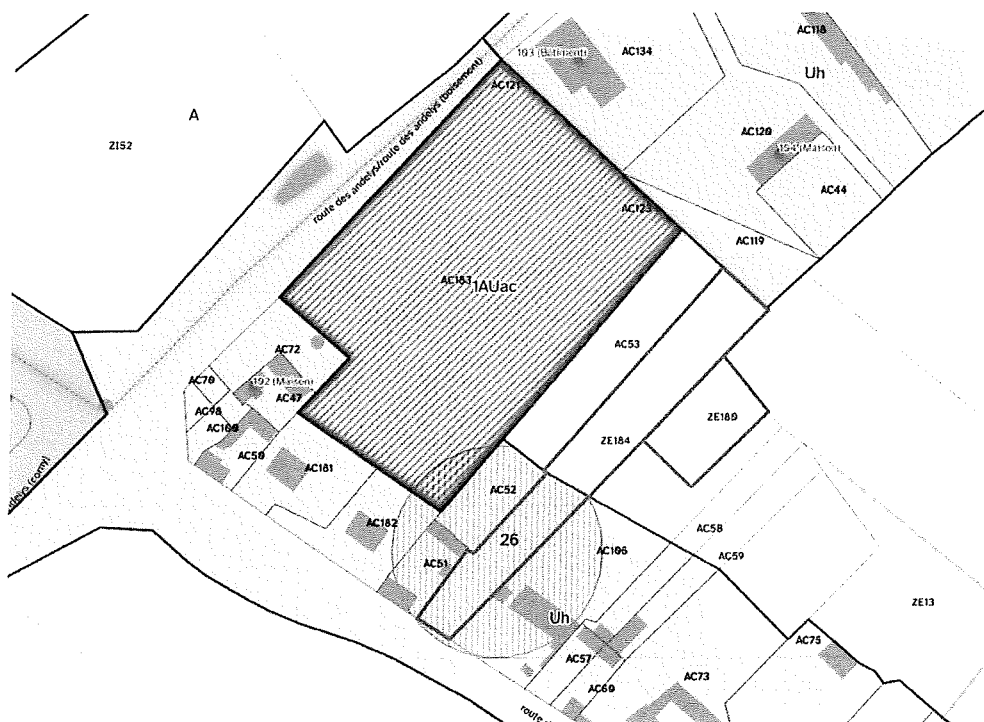 AC118
AC134
193 (Bâtiment)
Uh
AC121
A
route des andelys/route des andelys (boisement)
ZI52
AC120
194 (Maison)
AC44
AC123
AC119
AC183
1AUac
AC53
AC72
AC70
192 (Maison)
AC47
AC98
ZE189
AC100
ZE184
AC50
AC181
AC52
AC182
AC58
26
AC106
AC59
AC51
ZE13
Uh
AC75
AC57
AC73
AC60
(corny)
route